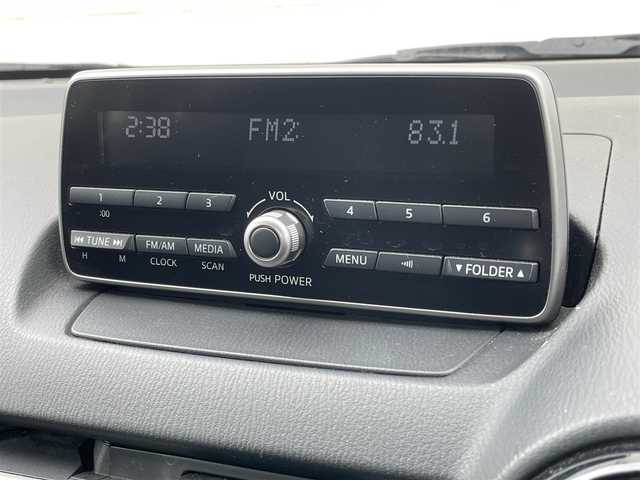 2:38 FM2 83.1
VOL
1 2 3 4 5 6
:00
TUNE FM/AM MEDIA MENU FOLDER
H M CLOCK SCAN PUSH POWER